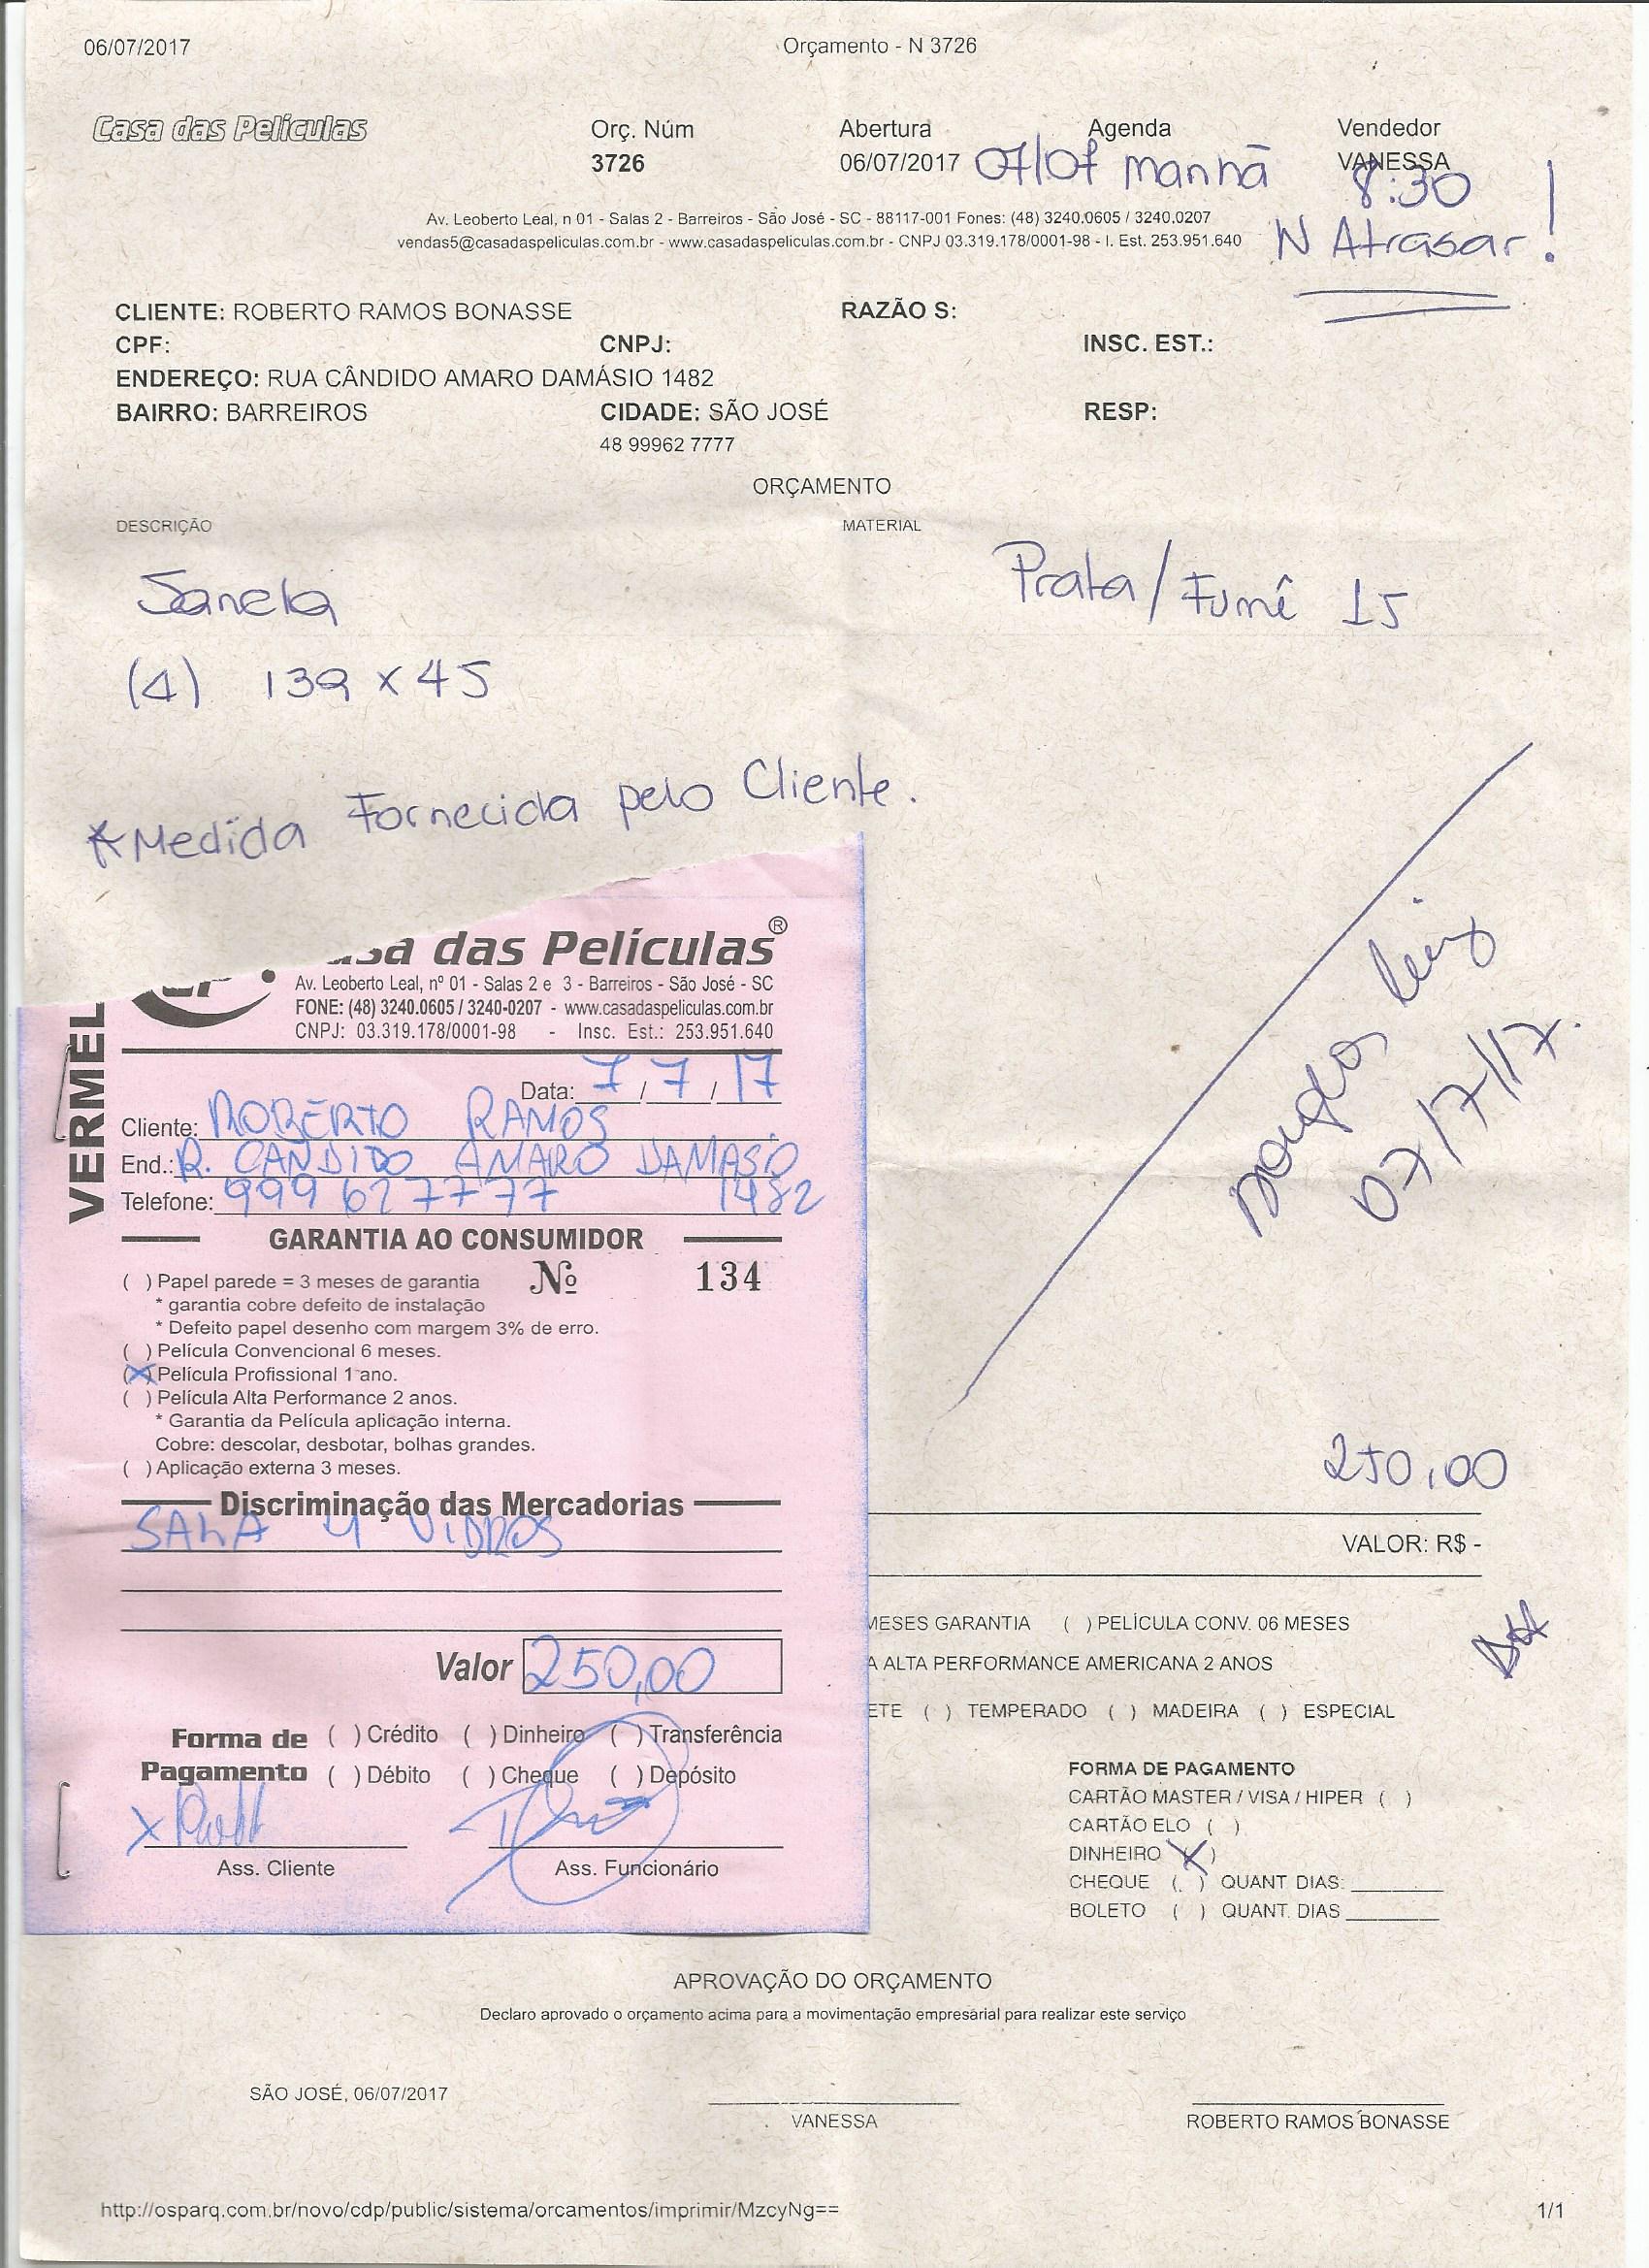 06/07/2017 Orçamento - N 3726
Casa das Películas Orç. Núm Abertura Agenda Vendedor
3726 06/07/2017 07/07 manhã VANESSA
8:30
Av. Leoberto Leal, n 01 - Salas 2 - Barreiros - São José - SC - 88117-001 Fones: (48) 3240.0605 / 3240.0207
vendas5@casadaspeliculas.com.br - www.casadaspeliculas.com.br - CNPJ 03.319.178/0001-98 - I. Est. 253.951.640
N Atrasar!
CLIENTE: ROBERTO RAMOS BONASSE RAZÃO S:
CPF: CNPJ: INSC. EST.:
ENDEREÇO: RUA CÂNDIDO AMARO DAMÁSIO 1482
BAIRRO: BARREIROS CIDADE: SÃO JOSÉ RESP:
48 99962 7777
ORÇAMENTO
DESCRIÇÃO MATERIAL
Janela Prata/Fumê 15
(4) 139 x 45
*Medida Fornecida pelo Cliente.
sa das Películas®
Av. Leoberto Leal, nº 01 - Salas 2 e 3 - Barreiros - São José - SC
FONE: (48) 3240.0605 / 3240-0207 - www.casadaspeliculas.com.br
CNPJ: 03.319.178/0001-98 - Insc. Est.: 253.951.640
VERMEL
Data: 7/7/17
Cliente: ROBERTO RAMOS
End.: R. CANDIDO AMARO DAMASIO
Telefone: 999627777 1482
GARANTIA AO CONSUMIDOR
( ) Papel parede = 3 meses de garantia Nº 134
* garantia cobre defeito de instalação
* Defeito papel desenho com margem 3% de erro.
( ) Película Convencional 6 meses.
(X) Película Profissional 1 ano.
( ) Película Alta Performance 2 anos.
* Garantia da Película aplicação interna.
Cobre: descolar, desbotar, bolhas grandes.
( ) Aplicação externa 3 meses.
Discriminação das Mercadorias
SALA 4 VIDROS
Valor 250,00
Forma de ( ) Crédito ( ) Dinheiro ( ) Transferência
Pagamento ( ) Débito ( ) Cheque ( ) Depósito
Ass. Cliente Ass. Funcionário
07/7/17.
250,00
VALOR: R$ -
MESES GARANTIA ( ) PELÍCULA CONV. 06 MESES
A ALTA PERFORMANCE AMERICANA 2 ANOS
ETE ( ) TEMPERADO ( ) MADEIRA ( ) ESPECIAL
FORMA DE PAGAMENTO
CARTÃO MASTER / VISA / HIPER ( )
CARTÃO ELO ( )
DINHEIRO (X)
CHEQUE ( ) QUANT DIAS:
BOLETO ( ) QUANT. DIAS
APROVAÇÃO DO ORÇAMENTO
Declaro aprovado o orçamento acima para a movimentação empresarial para realizar este serviço
SÃO JOSÉ, 06/07/2017
VANESSA ROBERTO RAMOS BONASSE
http://osparq.com.br/novo/cdp/public/sistema/orcamentos/imprimir/MzcyNg== 1/1